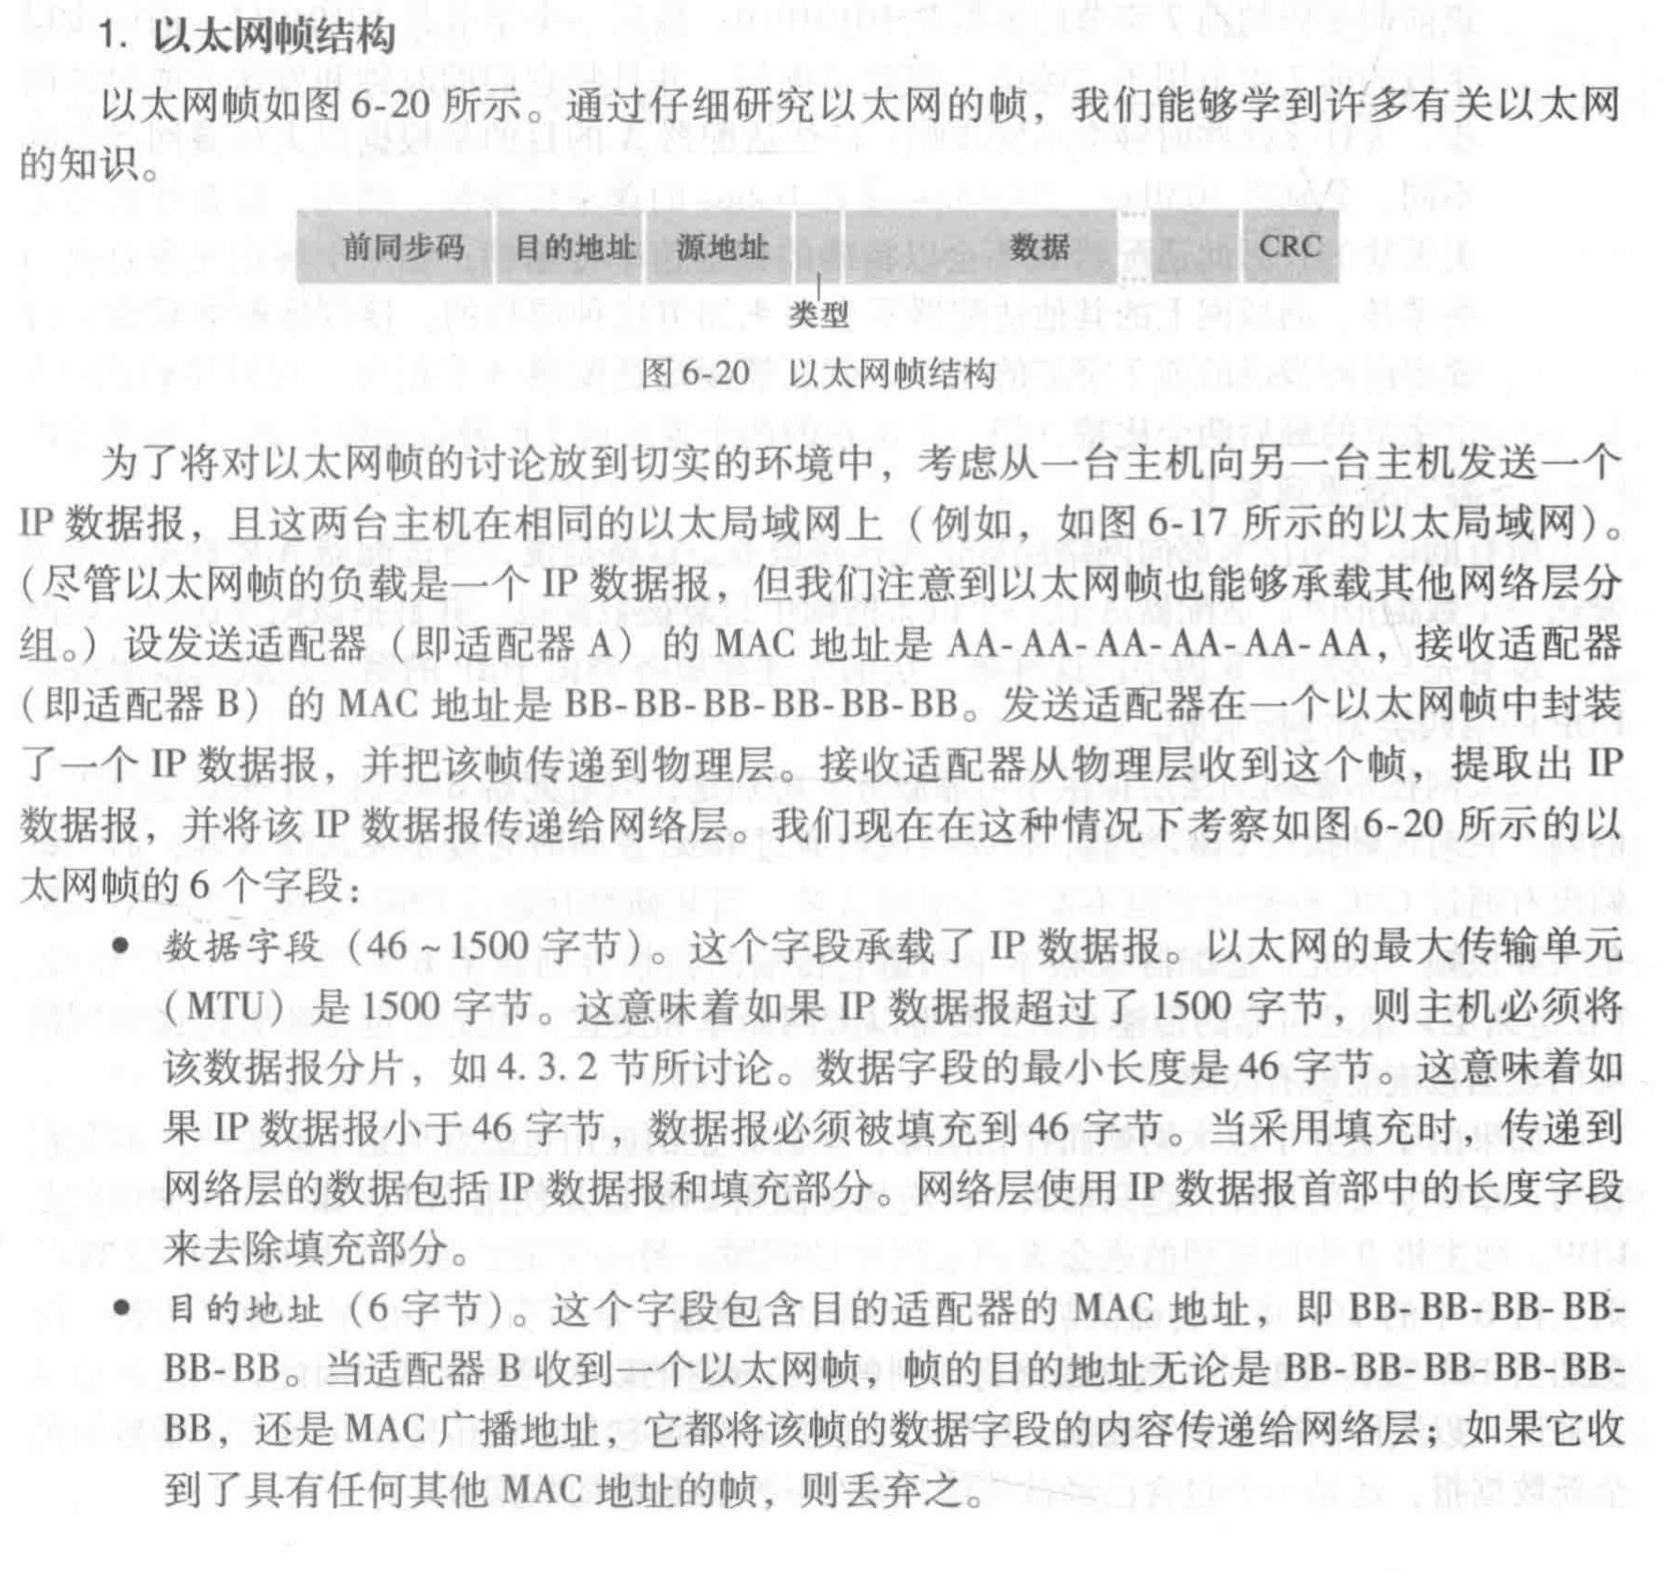 1. 以太网帧结构
以太网帧如图 6-20 所示。通过仔细研究以太网的帧，我们能够学到许多有关以太网
的知识。
前同步码 目的地址 源地址 数据 CRC
类型
图 6-20 以太网帧结构
为了将对以太网帧的讨论放到切实的环境中，考虑从一台主机向另一台主机发送一个
IP 数据报，且这两台主机在相同的以太局域网上（例如，如图 6-17 所示的以太局域网）。
（尽管以太网帧的负载是一个 IP 数据报，但我们注意到以太网帧也能够承载其他网络层分
组。）设发送适配器（即适配器 A）的 MAC 地址是 AA-AA-AA-AA-AA-AA，接收适配器
（即适配器 B）的 MAC 地址是 BB-BB-BB-BB-BB-BB。发送适配器在一个以太网帧中封装
了一个 IP 数据报，并把该帧传递到物理层。接收适配器从物理层收到这个帧，提取出 IP
数据报，并将该 IP 数据报传递给网络层。我们现在在这种情况下考察如图 6-20 所示的以
太网帧的 6 个字段：
● 数据字段（46 ~ 1500 字节）。这个字段承载了 IP 数据报。以太网的最大传输单元
（MTU）是 1500 字节。这意味着如果 IP 数据报超过了 1500 字节，则主机必须将
该数据报分片，如 4.3.2 节所讨论。数据字段的最小长度是 46 字节。这意味着如
果 IP 数据报小于 46 字节，数据报必须被填充到 46 字节。当采用填充时，传递到
网络层的数据包括 IP 数据报和填充部分。网络层使用 IP 数据报首部中的长度字段
来去除填充部分。
● 目的地址（6 字节）。这个字段包含目的适配器的 MAC 地址，即 BB-BB-BB-BB-
BB-BB。当适配器 B 收到一个以太网帧，帧的目的地址无论是 BB-BB-BB-BB-BB-
BB，还是 MAC 广播地址，它都将该帧的数据字段的内容传递给网络层；如果它收
到了具有任何其他 MAC 地址的帧，则丢弃之。